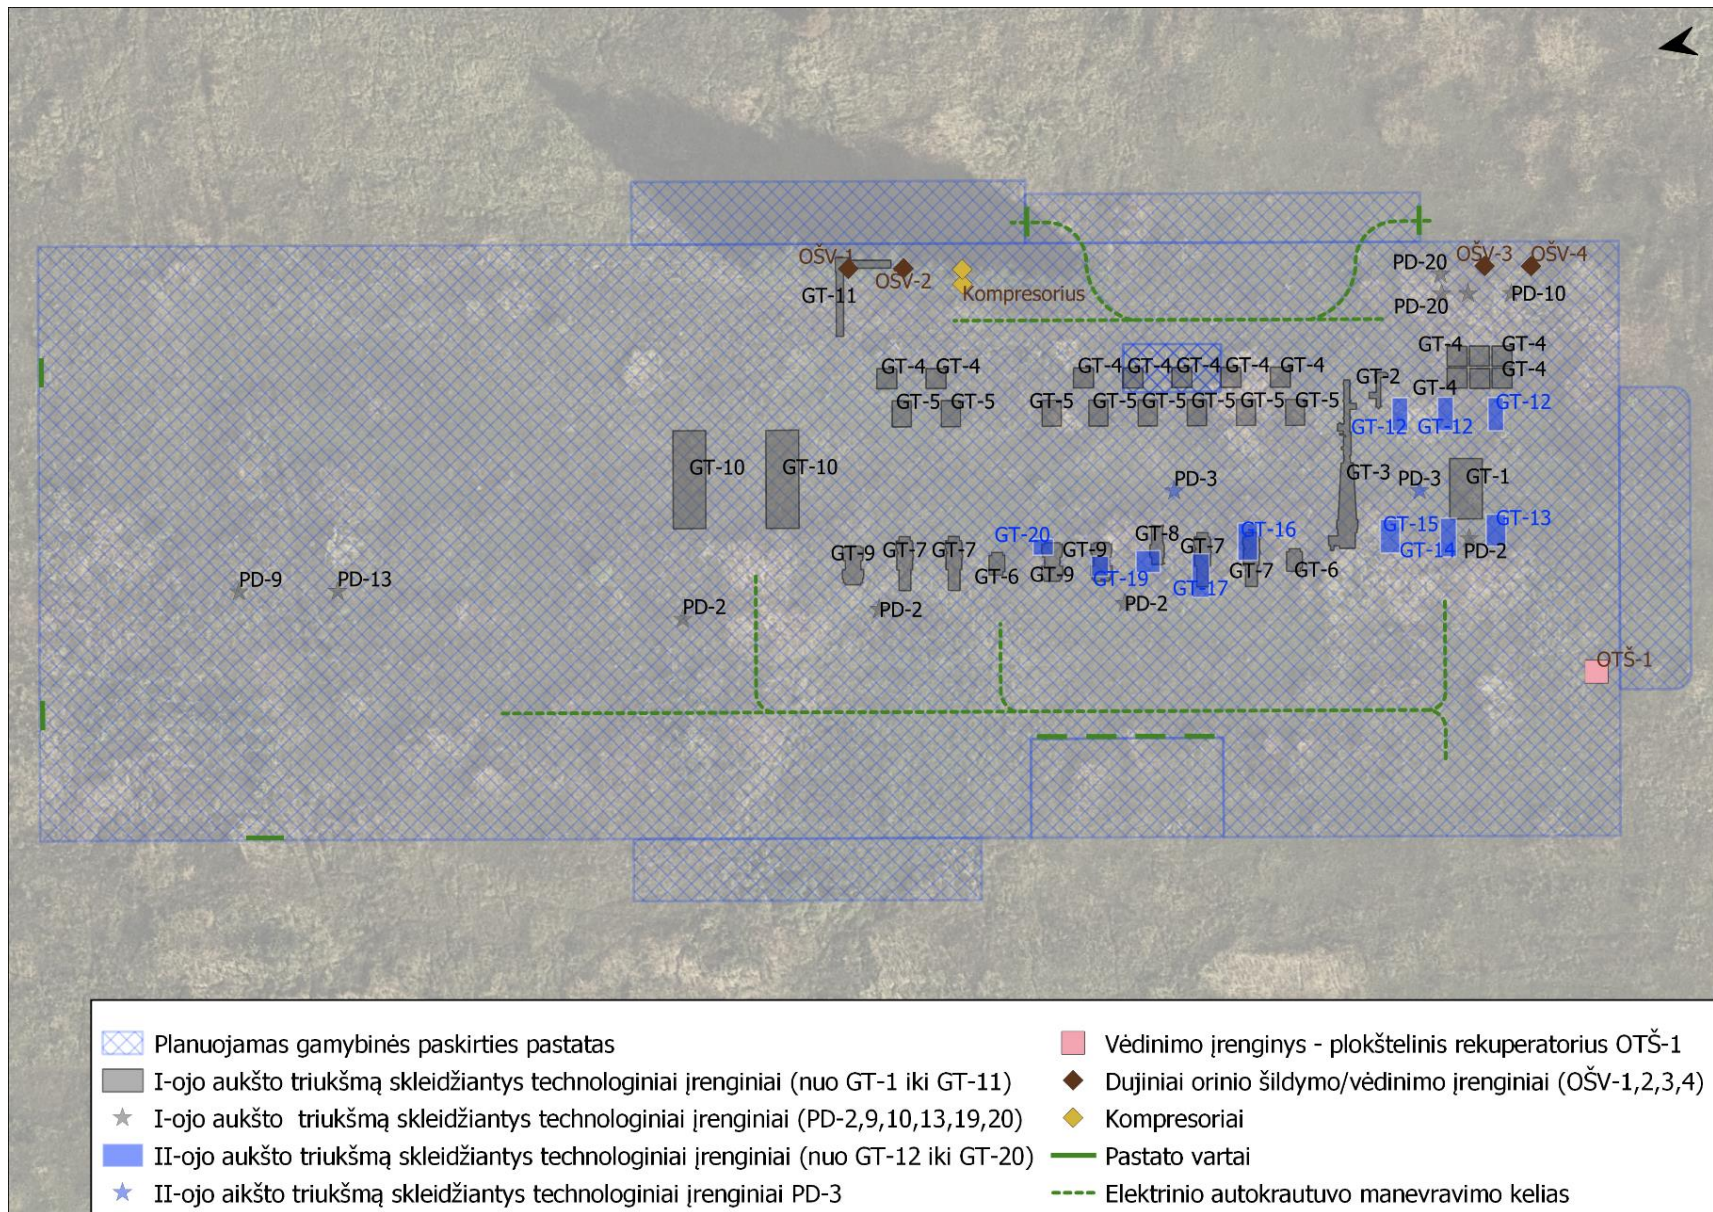 OŠV-1
OŠV-2
Kompresorius
GT-11
PD-20
OŠV-3
OŠV-4
PD-20
PD-10
GT-4
GT-4
GT-4
GT-4
GT-4
GT-4
GT-4
GT-2
GT-4
GT-4
GT-4
GT-4
GT-5
GT-5
GT-5
GT-5
GT-5
GT-5
GT-5
GT-5
GT-12
GT-12
GT-12
GT-10
GT-10
PD-3
GT-3
PD-3
GT-1
GT-9
GT-7
GT-7
GT-6
GT-20
GT-9
GT-9
GT-19
GT-8
GT-7
GT-17
GT-16
GT-7
GT-6
GT-15
GT-14
GT-13
PD-2
PD-9
PD-13
PD-2
PD-2
PD-2
OTŠ-1
Planuojamas gamybinės paskirties pastatas
I-ojo aukšto triukšmą skleidžiantys technologiniai įrenginiai (nuo GT-1 iki GT-11)
I-ojo aukšto triukšmą skleidžiantys technologiniai įrenginiai (PD-2,9,10,13,19,20)
II-ojo aukšto triukšmą skleidžiantys technologiniai įrenginiai (nuo GT-12 iki GT-20)
II-ojo aikšto triukšmą skleidžiantys technologiniai įrenginiai PD-3
Vėdinimo įrenginys - plokštelinis rekuperatorius OTŠ-1
Dujiniai orinio šildymo/vėdinimo įrenginiai (OŠV-1,2,3,4)
Kompresoriai
Pastato vartai
Elektrinio autokrautuvo manevravimo kelias